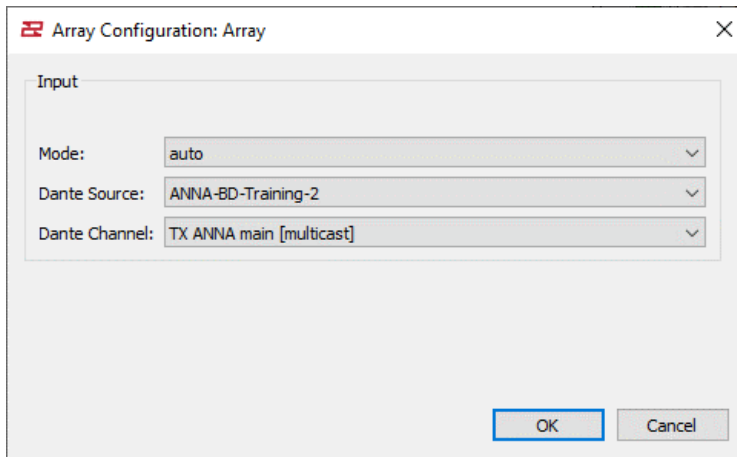 Array Configuration: Array
Input
Mode: auto
Dante Source: ANNA-BD-Training-2
Dante Channel: TX ANNA main [multicast]
OK Cancel